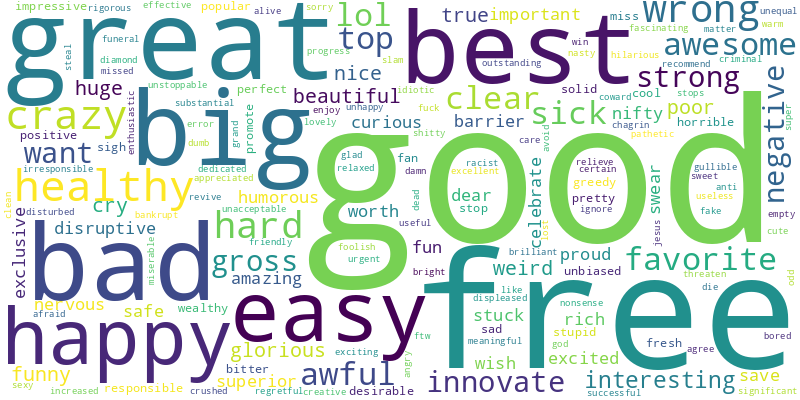 impressive
rigorous
effective
popular
alive
sorry
lol
true
important
miss
wrong
unequal
warm
great
best
fascinating
matter
funeral
steal
diamond
missed
progress
top
slam
win
nasty
hilarious
awesome
criminal
outstanding
recommend
nice
strong
huge
unstoppable
perfect
idiotic
solid
coward
stops
poor
negative
super
crazy
big
substantial
beautiful
enjoy
unhappy
clear
sick
cool
nifty
horrible
positive
enthusiastic
error
grand
promote
lovely
fuck
curious
barrier
chagrin
pathetic
want
sigh
dumb
shitty
care
avoid
good
glad
fan
racist
relieve
irresponsible
dedicated
relaxed
damn
excellent
certain
gullible
healthy
appreciated
sweet
anti
clean
revive
humorous
dead
dear
celebrate
greedy
swear
useless
cry
pretty
empty
disturbed
bankrupt
unacceptable
worth
stop
ignore
fake
exclusive
bad
disruptive
hard
useful
lost
jesus
cute
miserable
friendly
foolish
fun
brilliant
proud
favorite
gross
urgent
weird
unbiased
threaten
odd
nervous
amazing
bright
free
die
afraid
safe
wealthy
easy
like
displeased
nonsense
happy
stuck
rich
sad
stupid
fresh
agree
bored
glorious
exciting
ftw
meaningful
god
funny
bitter
angry
wish
excited
superior
awful
innovate
interesting
save
sexy
increased
responsible
crushed
regretful
creative
desirable
successful
significant